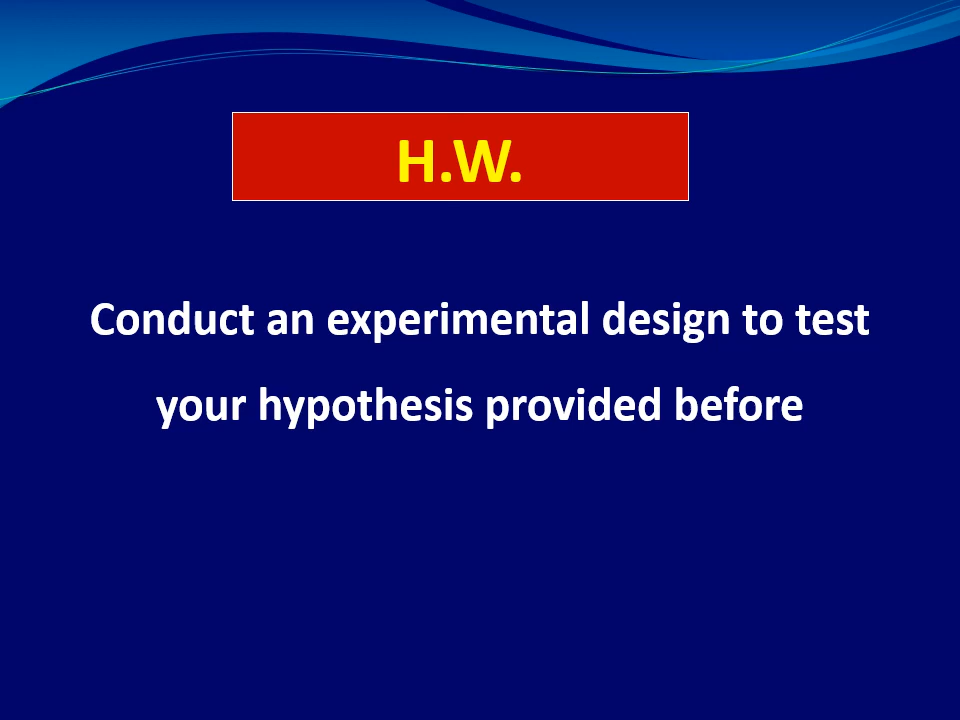 H.W.
Conduct an experimental design to test
your hypothesis provided before